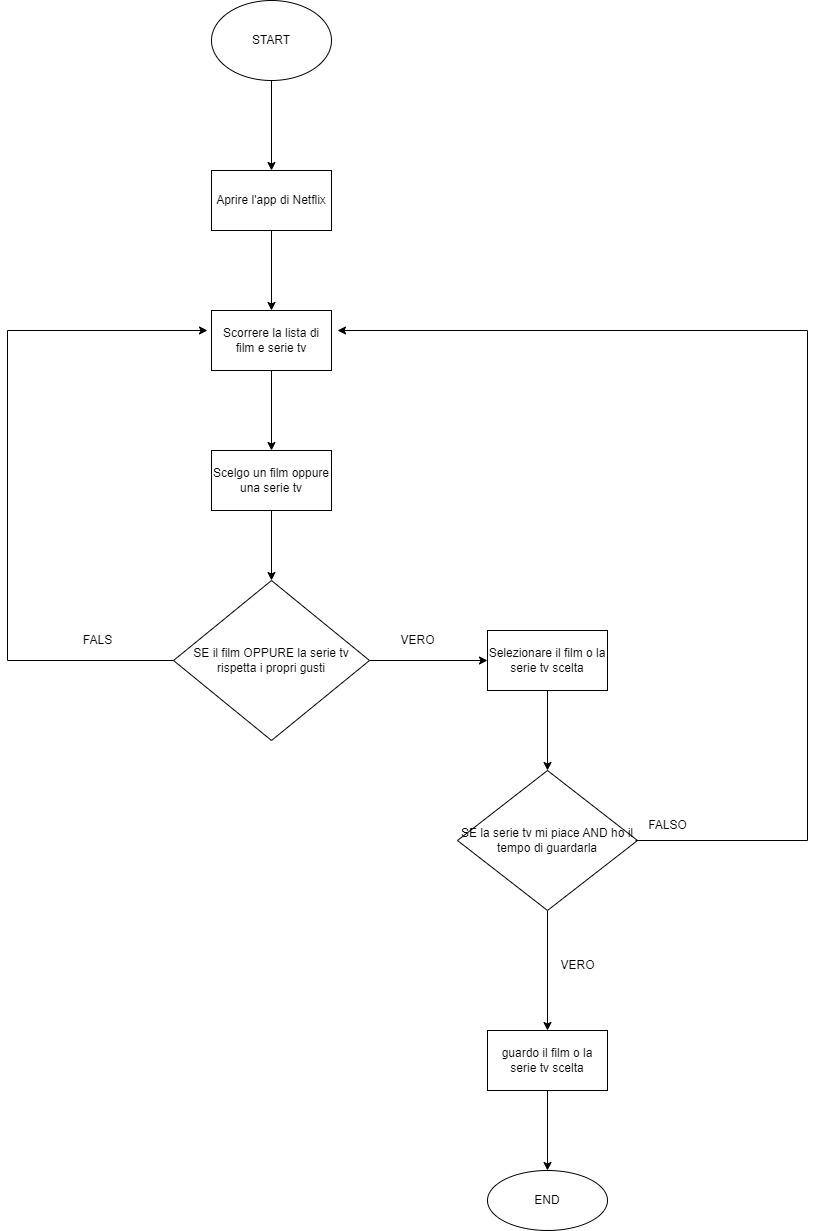 START
Aprire l'app di Netflix
Scorrere la lista di
film e serie tv
Scelgo un film oppure
una serie tv
FALS
SE il film OPPURE la serie tv
rispetta i propri gusti
VERO
Selezionare il film o la
serie tv scelta
SE la serie tv mi piace AND ho il
tempo di guardarla
FALSO
VERO
guardo il film o la
serie tv scelta
END